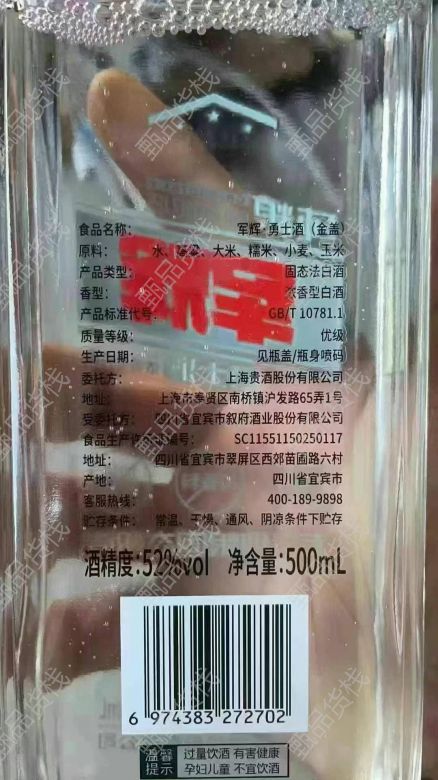 食品名称： 军辉·勇士酒（金盖）
原料： 水、高粱、大米、糯米、小麦、玉米
产品类型： 固态法白酒
香型： 浓香型白酒
产品标准代号： GB/T 10781.1
质量等级： 优级
生产日期： 见瓶盖/瓶身喷码
委托方： 上海贵酒股份有限公司
地址： 上海市奉贤区南桥镇沪发路65弄1号
受委托方： 四川省宜宾市叙府酒业股份有限公司
食品生产许可证编号： SC11551150250117
地址： 四川省宜宾市翠屏区西郊苗圃路六村
产地： 四川省宜宾市
客服热线： 400-189-9898
贮存条件： 常温、干燥、通风、阴凉条件下贮存
酒精度:52%vol 净含量:500mL
6 974383 272702
温馨提示 过量饮酒 有害健康
孕妇儿童 不宜饮酒
甄品货栈